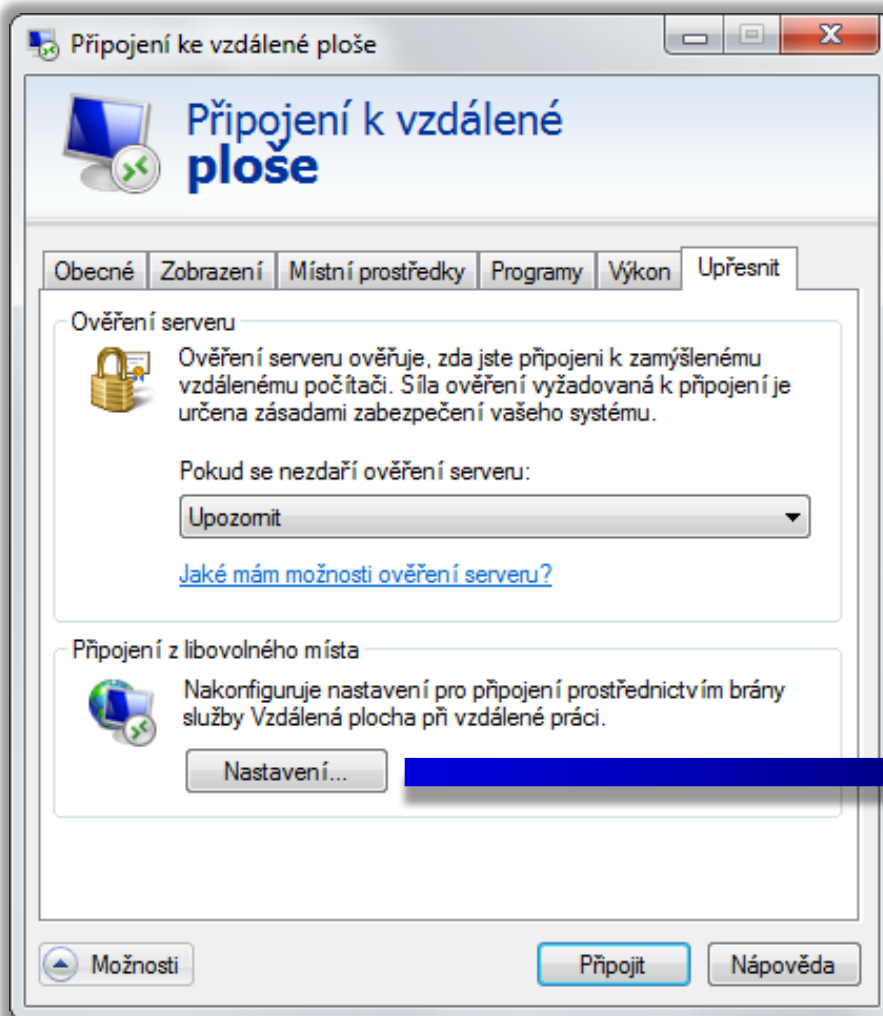 Připojení ke vzdálené ploše
Připojení k vzdálené
ploše
Obecné Zobrazení Místní prostředky Programy Výkon Upřesnit
Ověření serveru
Ověření serveru ověřuje, zda jste připojeni k zamýšlenému
vzdálenému počítači. Síla ověření vyžadovaná k připojení je
určena zásadami zabezpečení vašeho systému.
Pokud se nezdaří ověření serveru:
Upozornit
Jaké mám možnosti ověření serveru?
Připojení z libovolného místa
Nakonfiguruje nastavení pro připojení prostřednictvím brány
služby Vzdálená plocha při vzdálené práci.
Nastavení...
Možnosti Připojit Nápověda